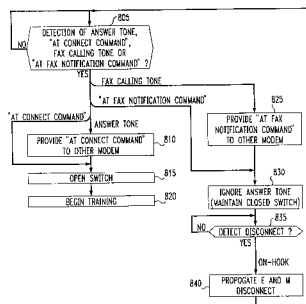 805
DETECTION OF ANSWER TONE,
"AT CONNECT COMMAND",
FAX CALLING TONE OR
"AT FAX NOTIFICATION COMMAND" ?
NO
YES
FAX CALLING TONE
"AT FAX NOTIFICATION COMMAND"
"AT CONNECT COMMAND"
ANSWER TONE
825
PROVIDE "AT FAX
NOTIFICATION COMMAND"
TO OTHER MODEM
810
PROVIDE "AT CONNECT COMMAND"
TO OTHER MODEM
815
OPEN SWITCH
820
BEGIN TRAINING
830
IGNORE ANSWER TONE
(MAINTAIN CLOSED SWITCH)
835
NO
DETECT DISCONNECT ?
YES
ON-HOOK
840
PROPOGATE E AND M
DISCONNECT